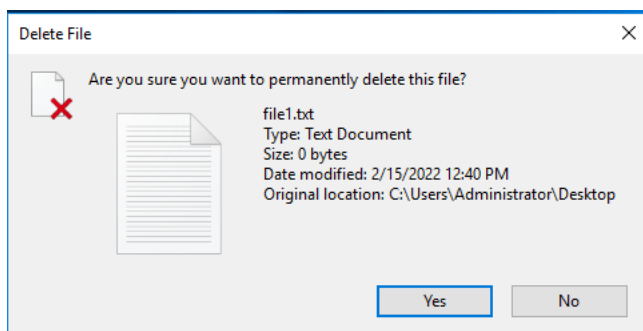 Delete File
Are you sure you want to permanently delete this file?
file1.txt
Type: Text Document
Size: 0 bytes
Date modified: 2/15/2022 12:40 PM
Original location: C:\Users\Administrator\Desktop
Yes
No